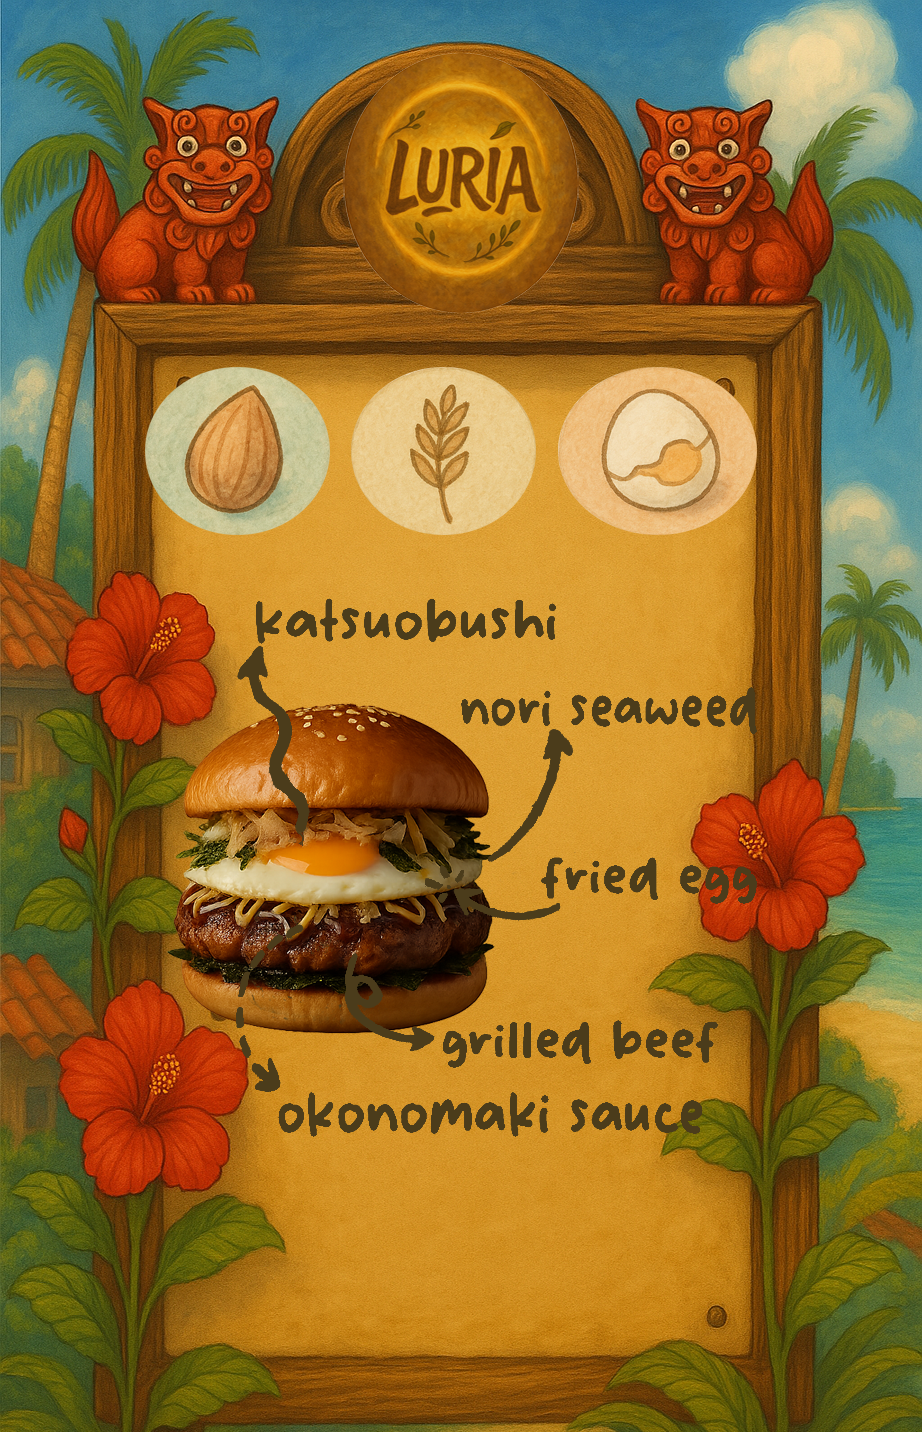 LURIA
katsuobushi
nori seaweed
fried egg
grilled beef
okonomaki sauce